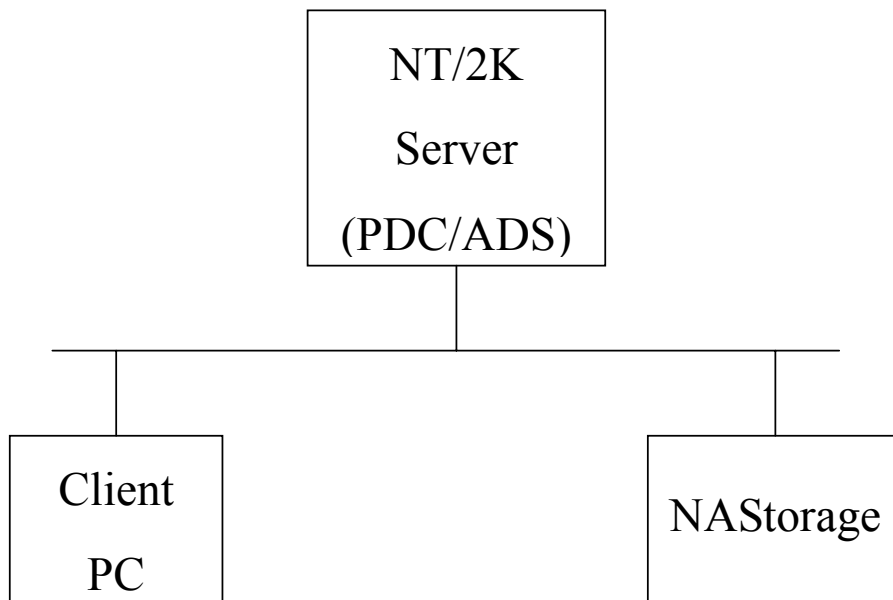 NT/2K
Server
(PDC/ADS)
Client
PC
NAStorage